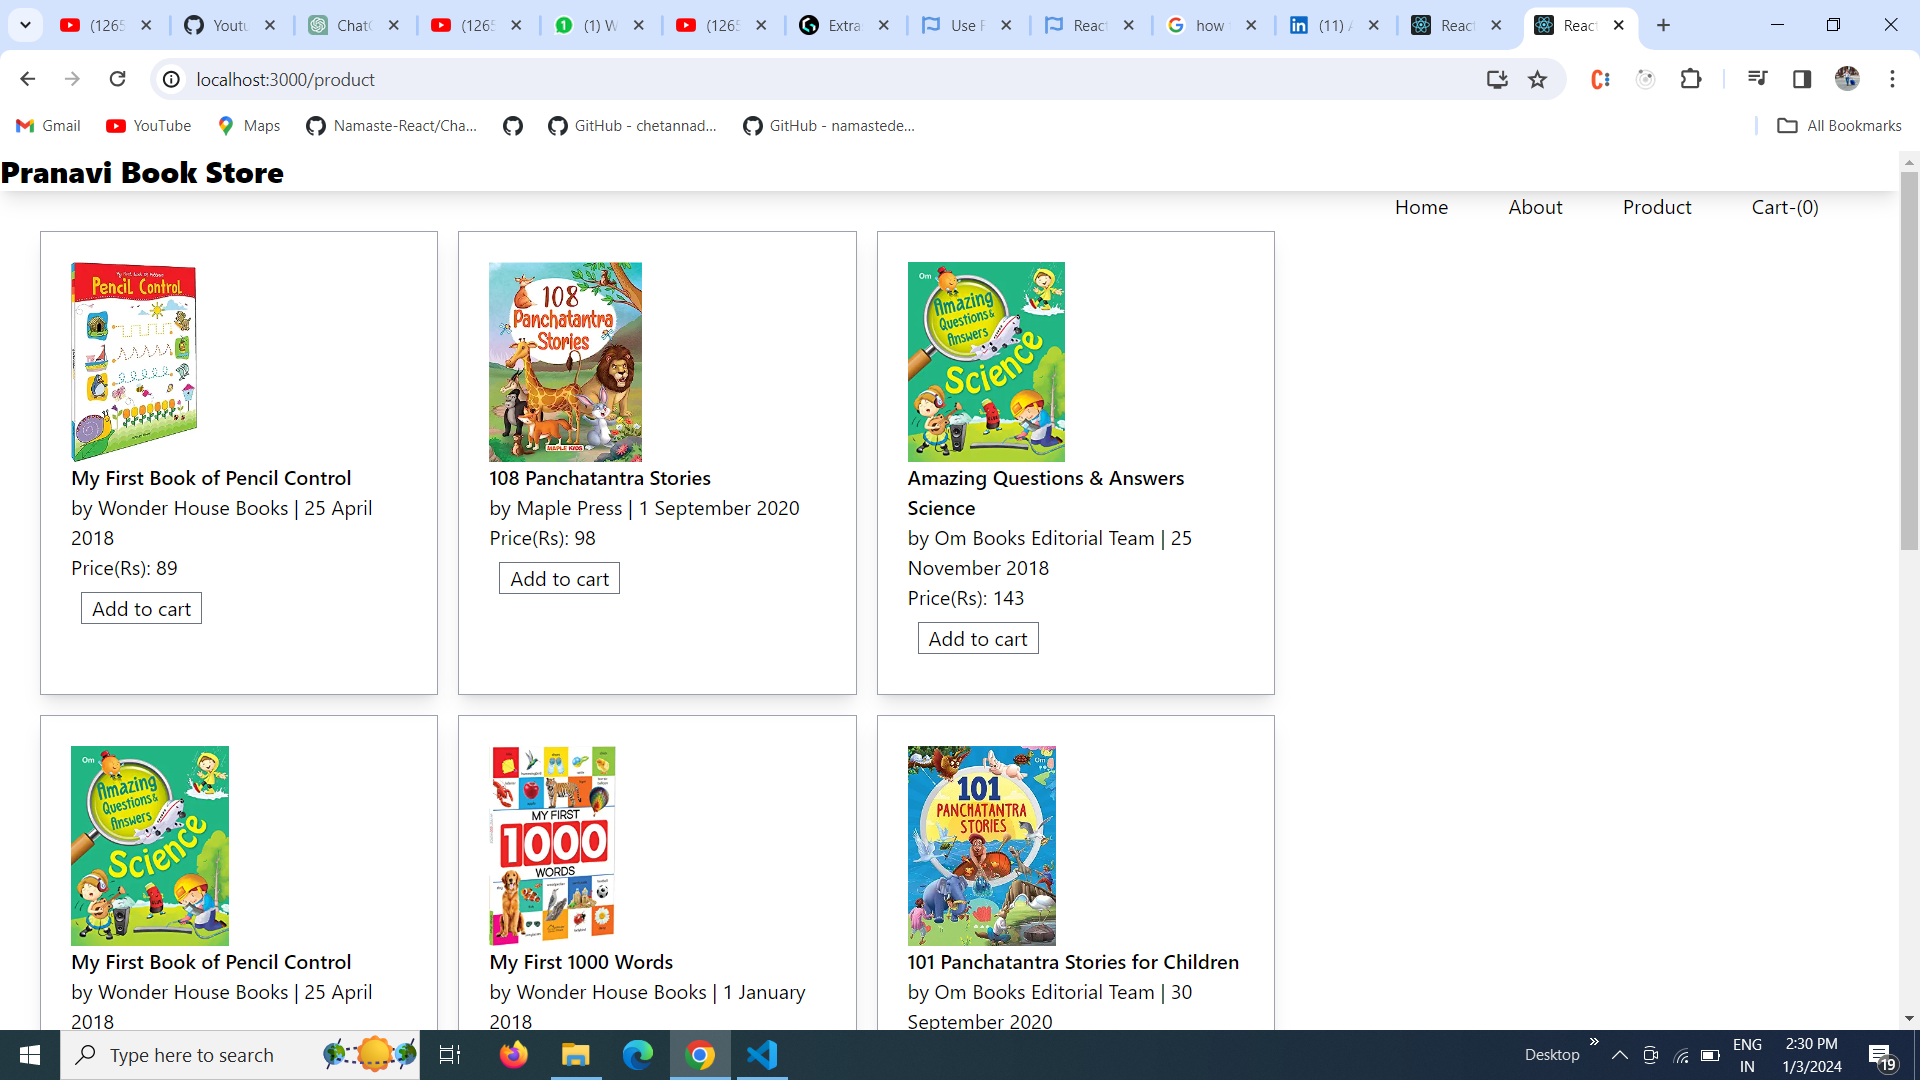 (1265
Youtu
ChatG
(1265
(1) W
(1265
Extra
Use F
React
how t
(11) A
React
React
localhost:3000/product
Gmail
YouTube
Maps
Namaste-React/Cha...
GitHub - chetannad...
GitHub - namastede...
All Bookmarks
Pranavi Book Store
Home
About
Product
Cart-(0)
Pencil Control
My First Book of Pencil Control
by Wonder House Books | 25 April
2018
Price(Rs): 89
Add to cart
108
Panchatantra
Stories
MAPLE KIDS
108 Panchatantra Stories
by Maple Press | 1 September 2020
Price(Rs): 98
Add to cart
Om
Amazing
Questions &
Answers
Science
Amazing Questions & Answers
Science
by Om Books Editorial Team | 25
November 2018
Price(Rs): 143
Add to cart
Om
Amazing
Questions &
Answers
Science
My First Book of Pencil Control
by Wonder House Books | 25 April
2018
MY FIRST
1000
WORDS
My First 1000 Words
by Wonder House Books | 1 January
2018
Om
101
PANCHATANTRA
STORIES
101 Panchatantra Stories for Children
by Om Books Editorial Team | 30
September 2020
Type here to search
Desktop
ENG
IN
2:30 PM
1/3/2024
19